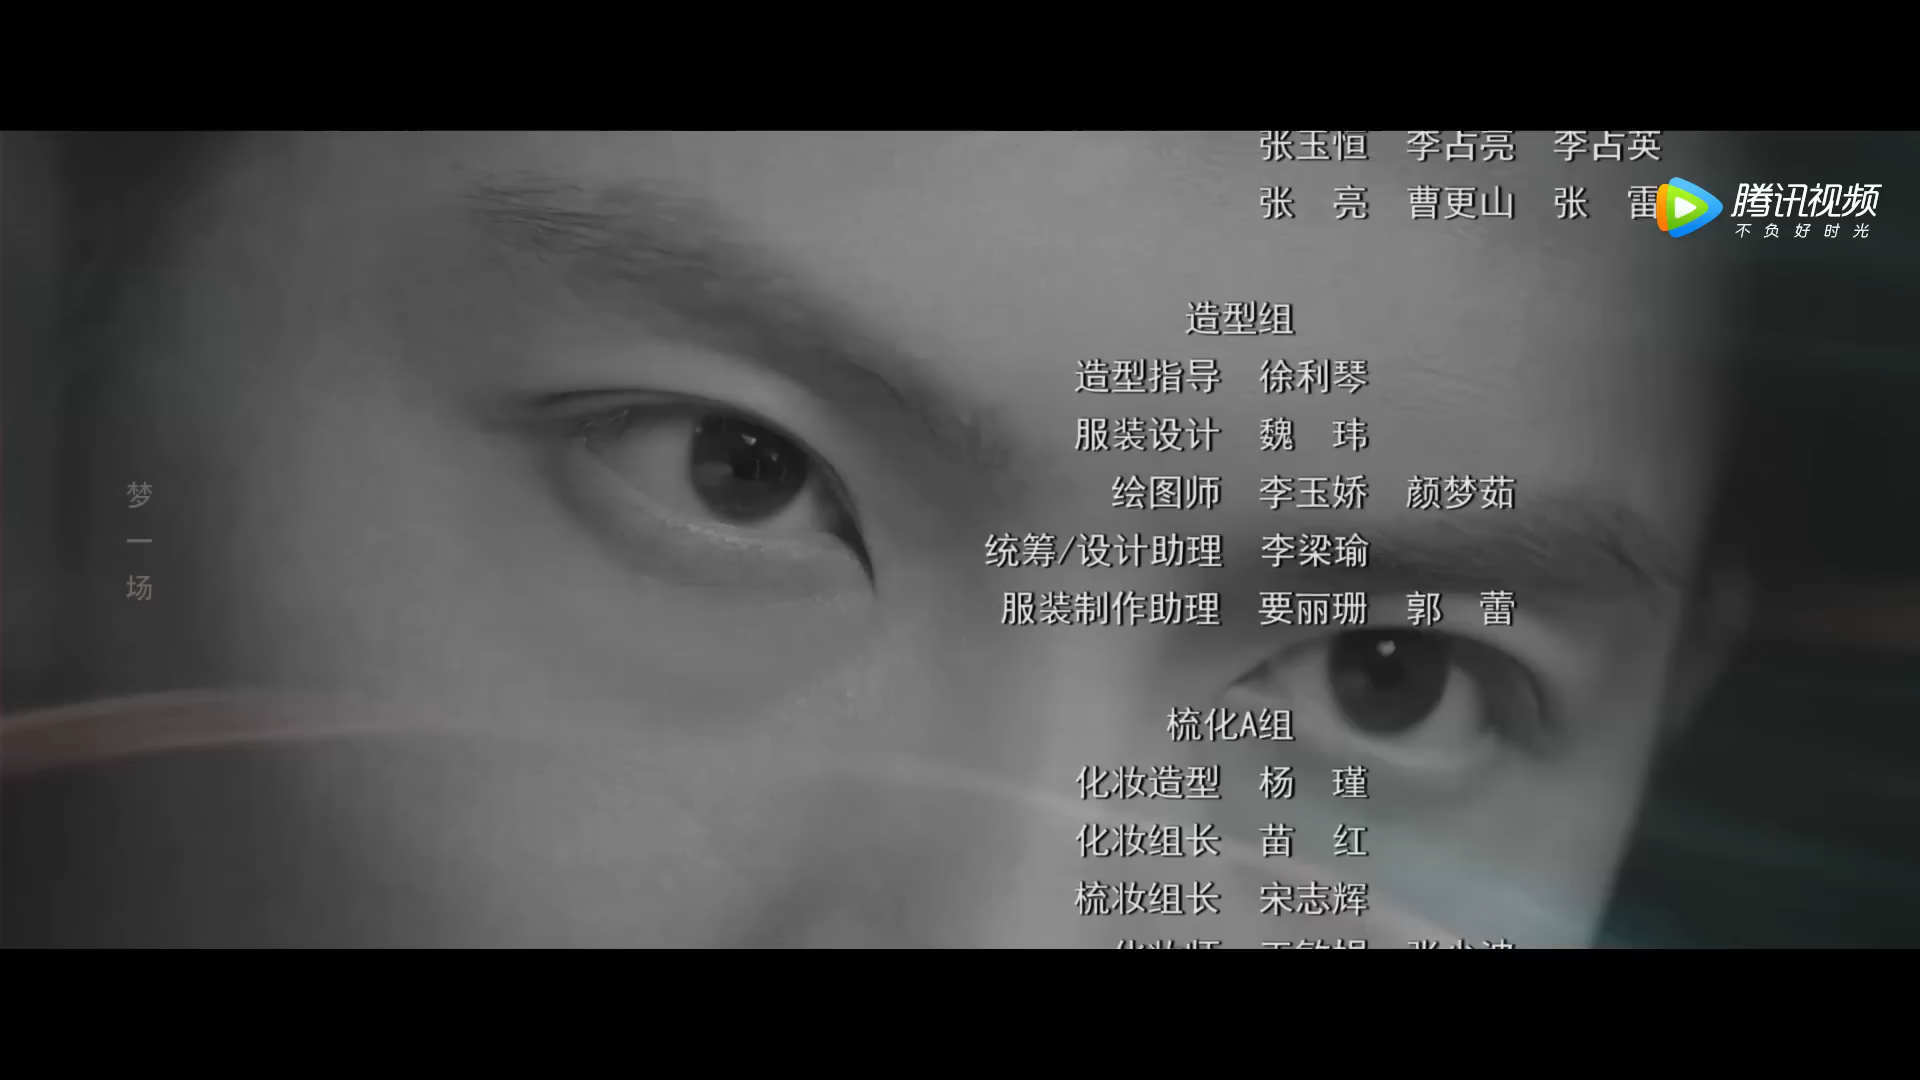 张玉恒 李占亮 李占英
张 亮 曹更山 张 雷
腾讯视频
不负好时光
造型组
造型指导 徐利琴
服装设计 魏 玮
绘图师 李玉娇 颜梦茹
统筹/设计助理 李梁瑜
服装制作助理 要丽珊 郭 蕾
梦一场
梳化A组
化妆造型 杨 瑾
化妆组长 苗 红
梳妆组长 宋志辉
化妆师